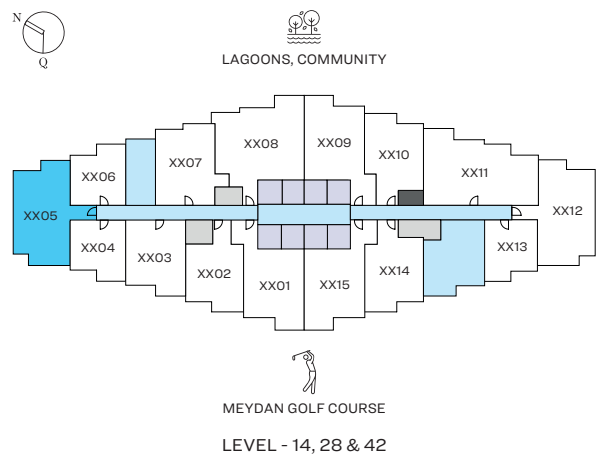 N
Q
LAGOONS, COMMUNITY
XX09
XX08
XX10
XX07
XX06
XX11
XX05
XX12
XX04
XX03
XX13
XX02
XX14
XX01
XX15
MEYDAN GOLF COURSE
LEVEL - 14, 28 & 42